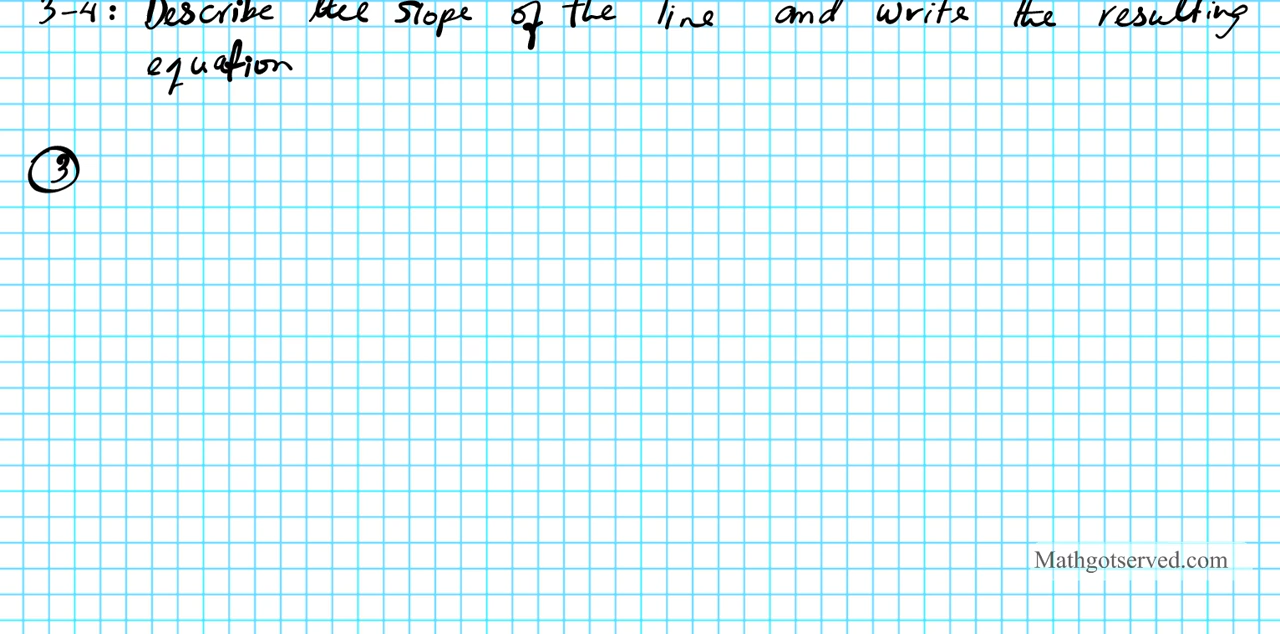 3-4: Describe the slope of the line and write the resulting
equation
3
Mathgotserved.com